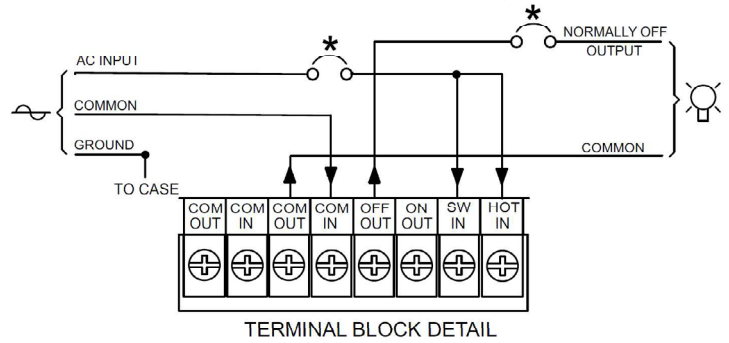 *
NORMALLY OFF
OUTPUT
*
AC INPUT
COMMON
GROUND
COMMON
TO CASE
COM COM COM COM OFF ON SW HOT
OUT IN OUT IN OUT OUT IN IN
TERMINAL BLOCK DETAIL